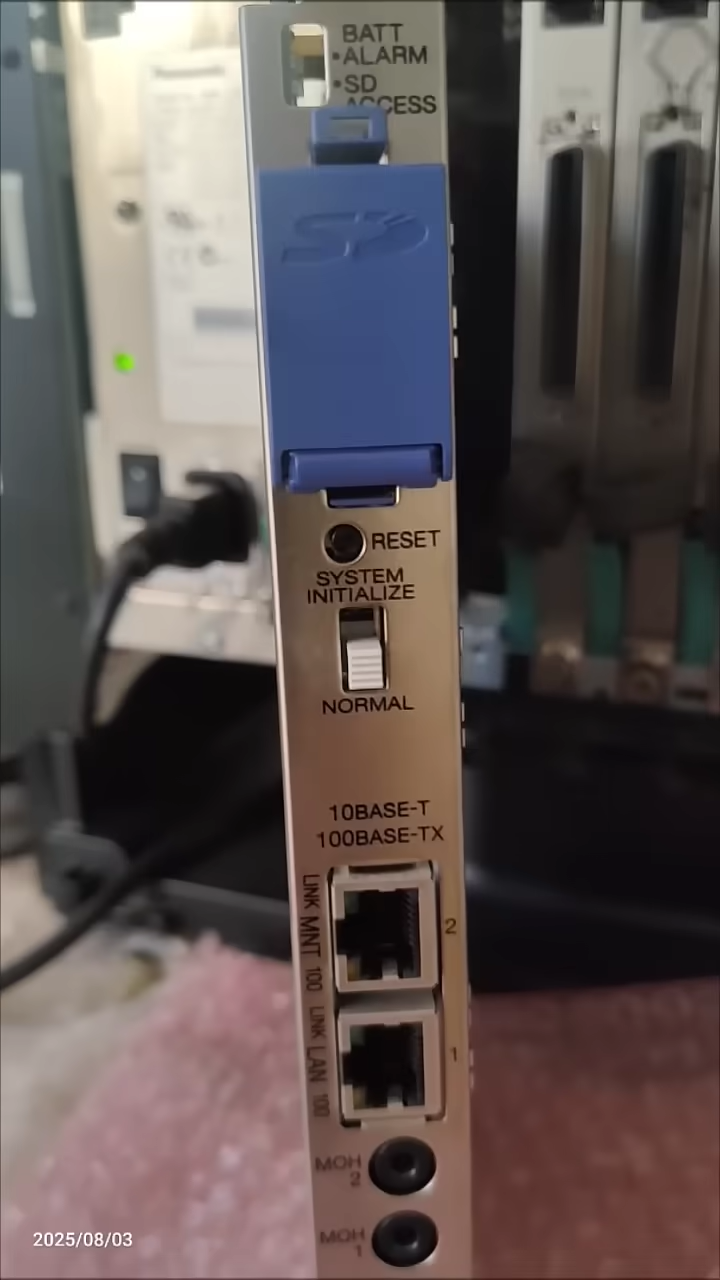 BATT
•ALARM
•SD
ACCESS
Panasonic
SD
RESET
SYSTEM
INITIALIZE
NORMAL
10BASE-T
100BASE-TX
LINK MNT 100
2
LINK LAN 100
1
MOH
2
MOH
1
2025/08/03